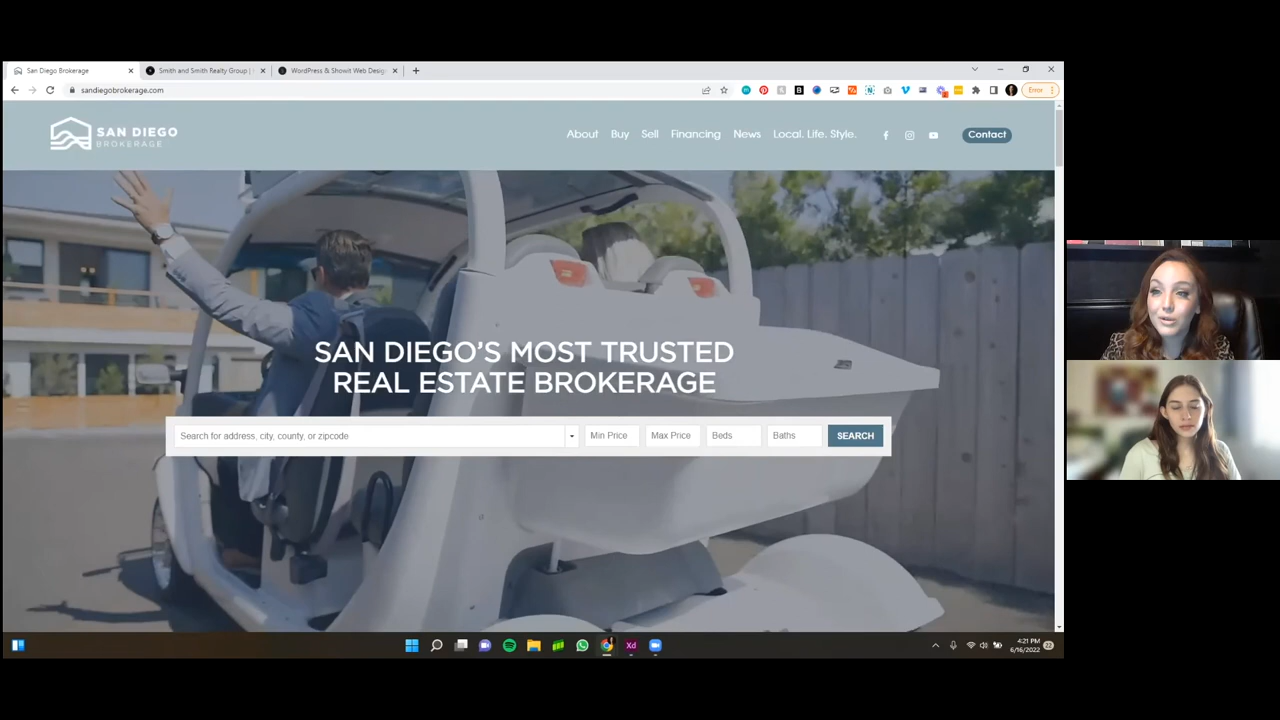 San Diego Brokerage
Smith and Smith Realty Group |
WordPress & Showit Web Desig
sandiegobrokerage.com
Error
SAN DIEGO
BROKERAGE
About Buy Sell Financing News Local. Life. Style. Contact
SAN DIEGO'S MOST TRUSTED
REAL ESTATE BROKERAGE
Search for address, city, county, or zipcode Min Price Max Price Beds Baths SEARCH
Xd
4:21 PM
6/16/2022